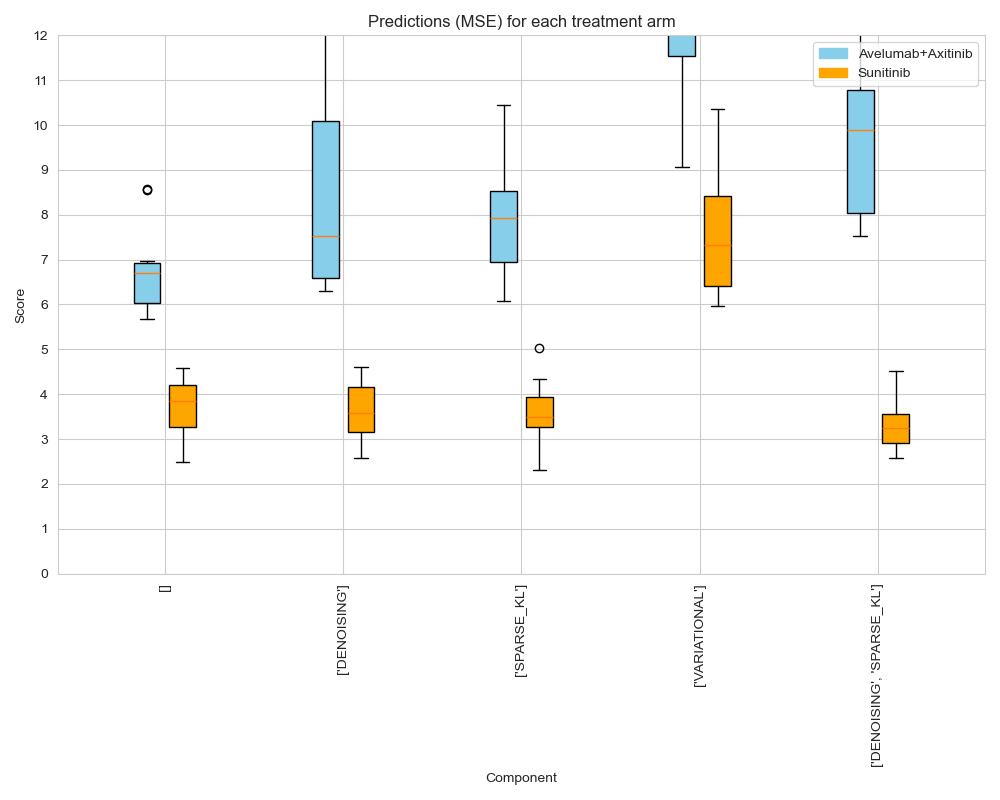 Predictions (MSE) for each treatment arm
Avelumab+Axitinib
Sunitinib
12
11
10
9
8
7
6
5
4
3
2
1
0
Score
[]
['DENOISING']
['SPARSE_KL']
['VARIATIONAL']
['DENOISING', 'SPARSE_KL']
Component